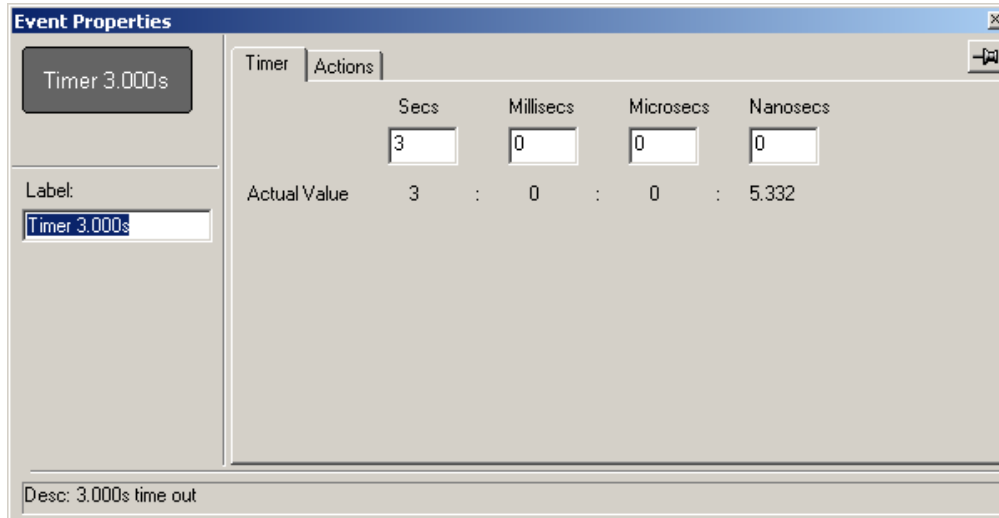 Event Properties
Timer 3.000s
Timer Actions
Secs Millisecs Microsecs Nanosecs
3 0 0 0
Label:
Actual Value 3 : 0 : 0 : 5.332
Timer 3.000s
Desc: 3.000s time out